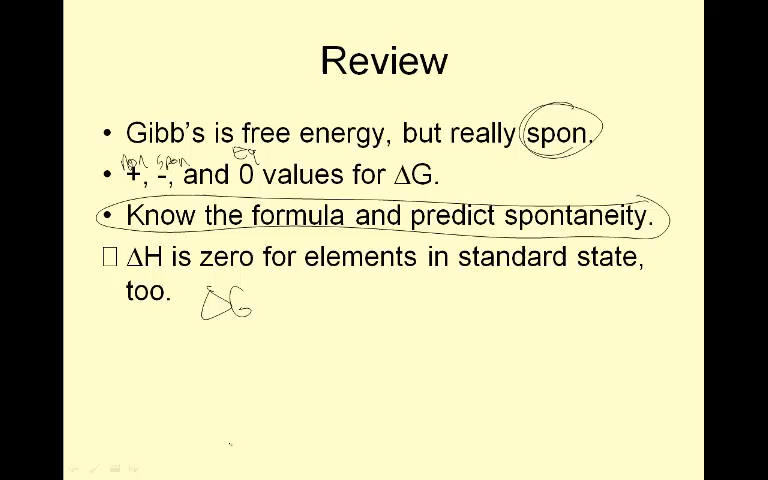 Review
• Gibb's is free energy, but really spon.
non spon Eq
• +, -, and 0 values for ΔG.
• Know the formula and predict spontaneity.
□ ΔH is zero for elements in standard state,
too.
ΔG